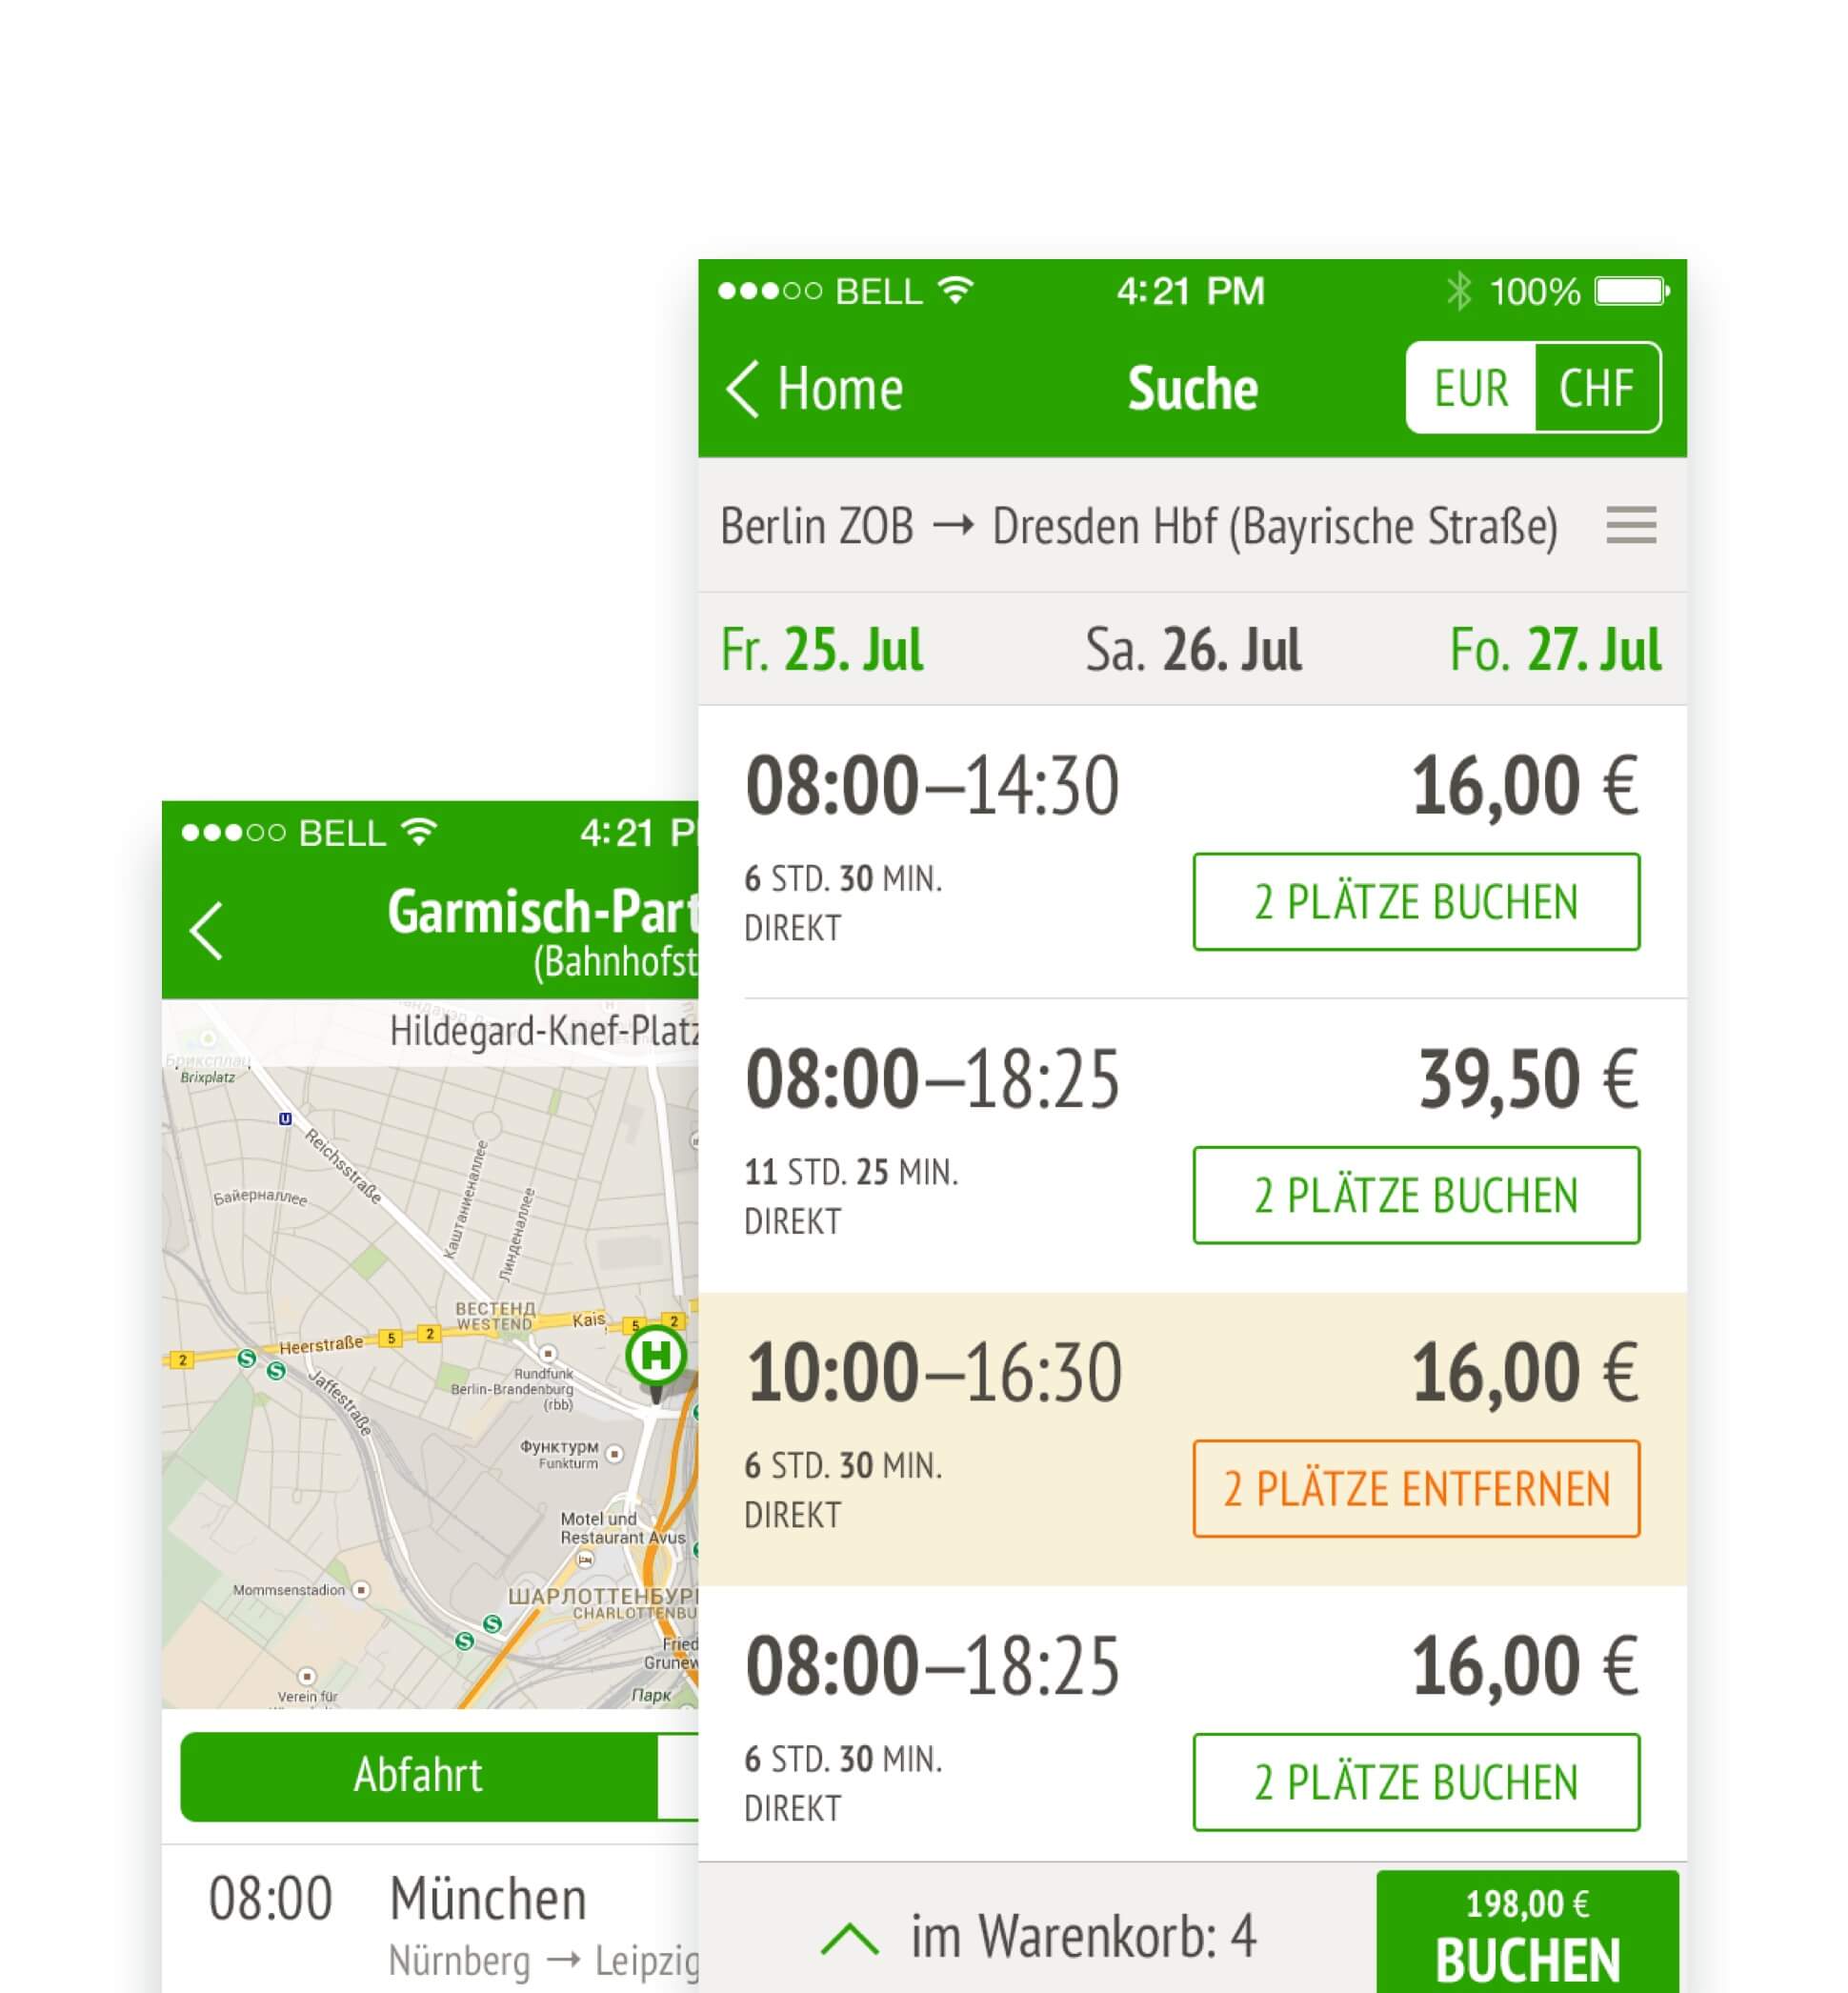 BELL
4:21 PM
100%
Home
Suche
EUR
CHF
Berlin ZOB → Dresden Hbf (Bayrische Straße)
Fr. 25. Jul
Sa. 26. Jul
Fo. 27. Jul
08:00–14:30
16,00 €
6 STD. 30 MIN.
DIREKT
2 PLÄTZE BUCHEN
08:00–18:25
39,50 €
11 STD. 25 MIN.
DIREKT
2 PLÄTZE BUCHEN
10:00–16:30
16,00 €
6 STD. 30 MIN.
DIREKT
2 PLÄTZE ENTFERNEN
08:00–18:25
16,00 €
6 STD. 30 MIN.
DIREKT
2 PLÄTZE BUCHEN
im Warenkorb: 4
198,00 €
BUCHEN
BELL
4:21 P
Garmisch-Part
(Bahnhofst
Hildegard-Knef-Platz
Бриксплац
Brixplatz
U
Reichsstraße
Байерналлее
Каштаниеналлее
Линденаллее
ВЕСТЕНД
WESTEND
Kais
5
2
H
Heerstraße
5
2
2
S
S
Jaffestraße
Rundfunk
Berlin-Brandenburg
(rbb)
Функтурм
Funkturm
Motel und
Restaurant Avus
Mommsenstadion
ШАРЛОТТЕНБУРГ
CHARLOTTENBU
S
S
Fried
Grunew
Verein für
Парк
Abfahrt
08:00
München
Nürnberg → Leipzig